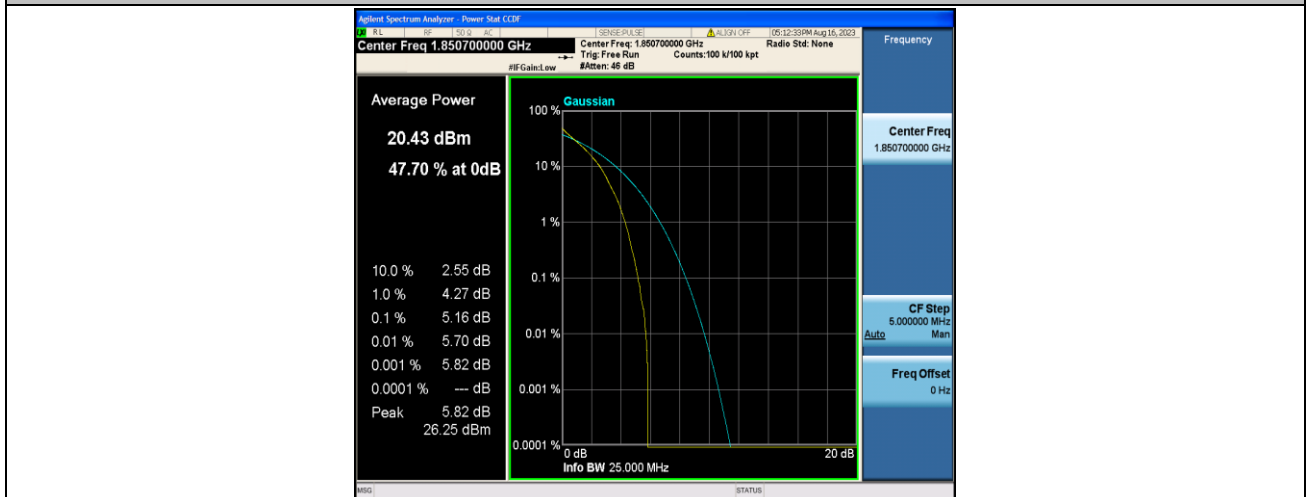 Agilent Spectrum Analyzer - Power Stat CCDF
RL RF 50 Ω AC SENSE:PULSE ALIGN OFF 05:12:33PM Aug 16, 2023
Center Freq 1.850700000 GHz
Center Freq: 1.850700000 GHz Radio Std: None
Trig: Free Run Counts:100 k/100 kpt
#IFGain:Low #Atten: 46 dB
Frequency
Average Power
20.43 dBm
47.70 % at 0dB
10.0 % 2.55 dB
1.0 % 4.27 dB
0.1 % 5.16 dB
0.01 % 5.70 dB
0.001 % 5.82 dB
0.0001 % --- dB
Peak 5.82 dB
26.25 dBm
Gaussian
100 %
10 %
1 %
0.1 %
0.01 %
0.001 %
0.0001 %
0 dB 20 dB
Info BW 25.000 MHz
Center Freq
1.850700000 GHz
CF Step
5.000000 MHz
Auto Man
Freq Offset
0 Hz
MSG STATUS